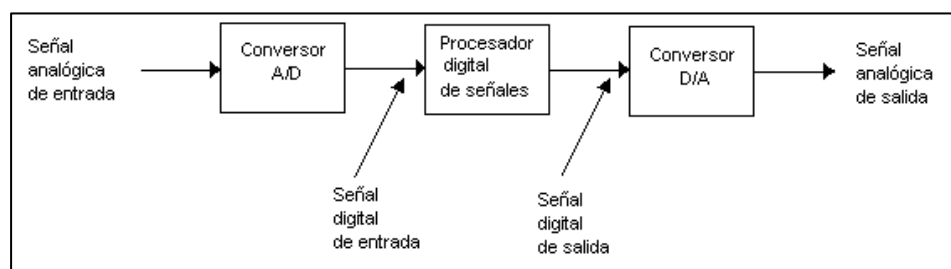 Señal
analógica
de entrada
Conversor
A/D
Procesador
digital
de señales
Conversor
D/A
Señal
analógica
de salida
Señal
digital
de entrada
Señal
digital
de salida